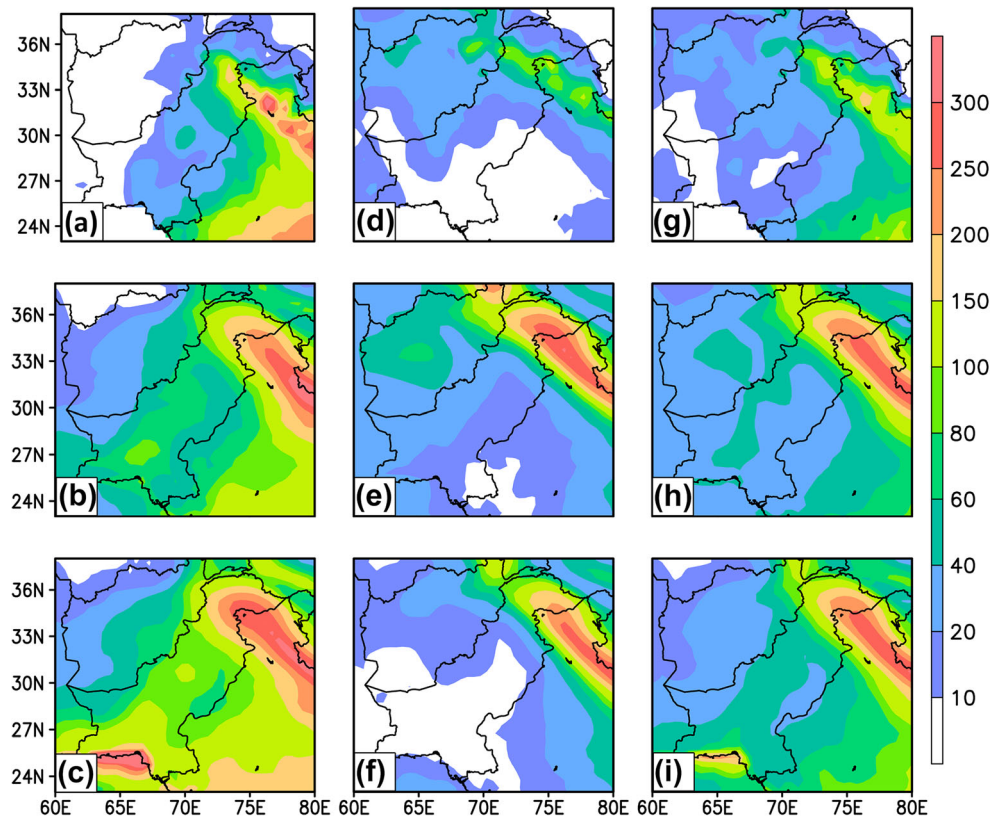 36N
33N
30N
27N
24N
(a)
(d)
(g)
300
250
200
150
100
80
60
40
20
10
36N
33N
30N
27N
24N
(b)
(e)
(h)
36N
33N
30N
27N
24N
(c)
(f)
(i)
60E 65E 70E 75E 80E
60E 65E 70E 75E 80E
60E 65E 70E 75E 80E